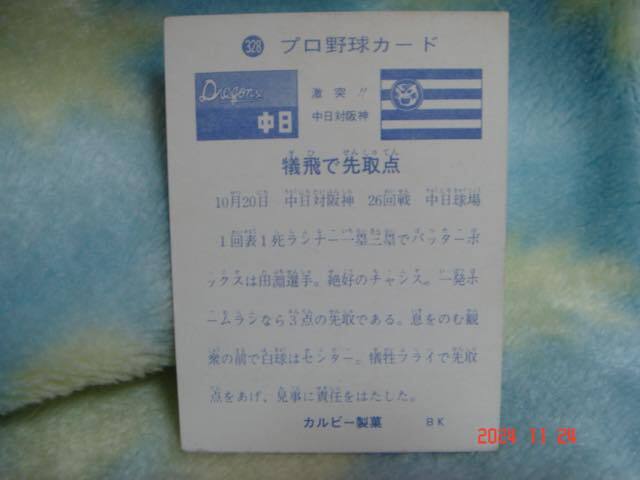 328 プロ野球カード
Dragons
中日
激突!!
中日対阪神
犠飛で先取点
10月20日 中日対阪神 26回戦 中日球場
1回表1死ランナー一塁三塁でバッターボ
ックスは田淵選手。絶好のチャンス。一発ホ
ームランなら3点の先取である。息をのむ観
衆の前で白球はセンター。犠牲フライで先取
点をあげ、見事に責任をはたした。
カルビー製菓 BK
2024 11 24